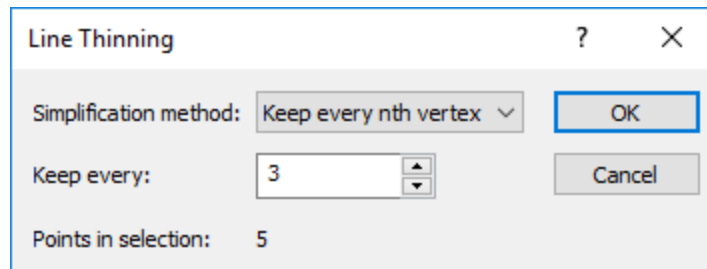 Line Thinning ?
Simplification method: Keep every nth vertex OK
Keep every: 3 Cancel
Points in selection: 5